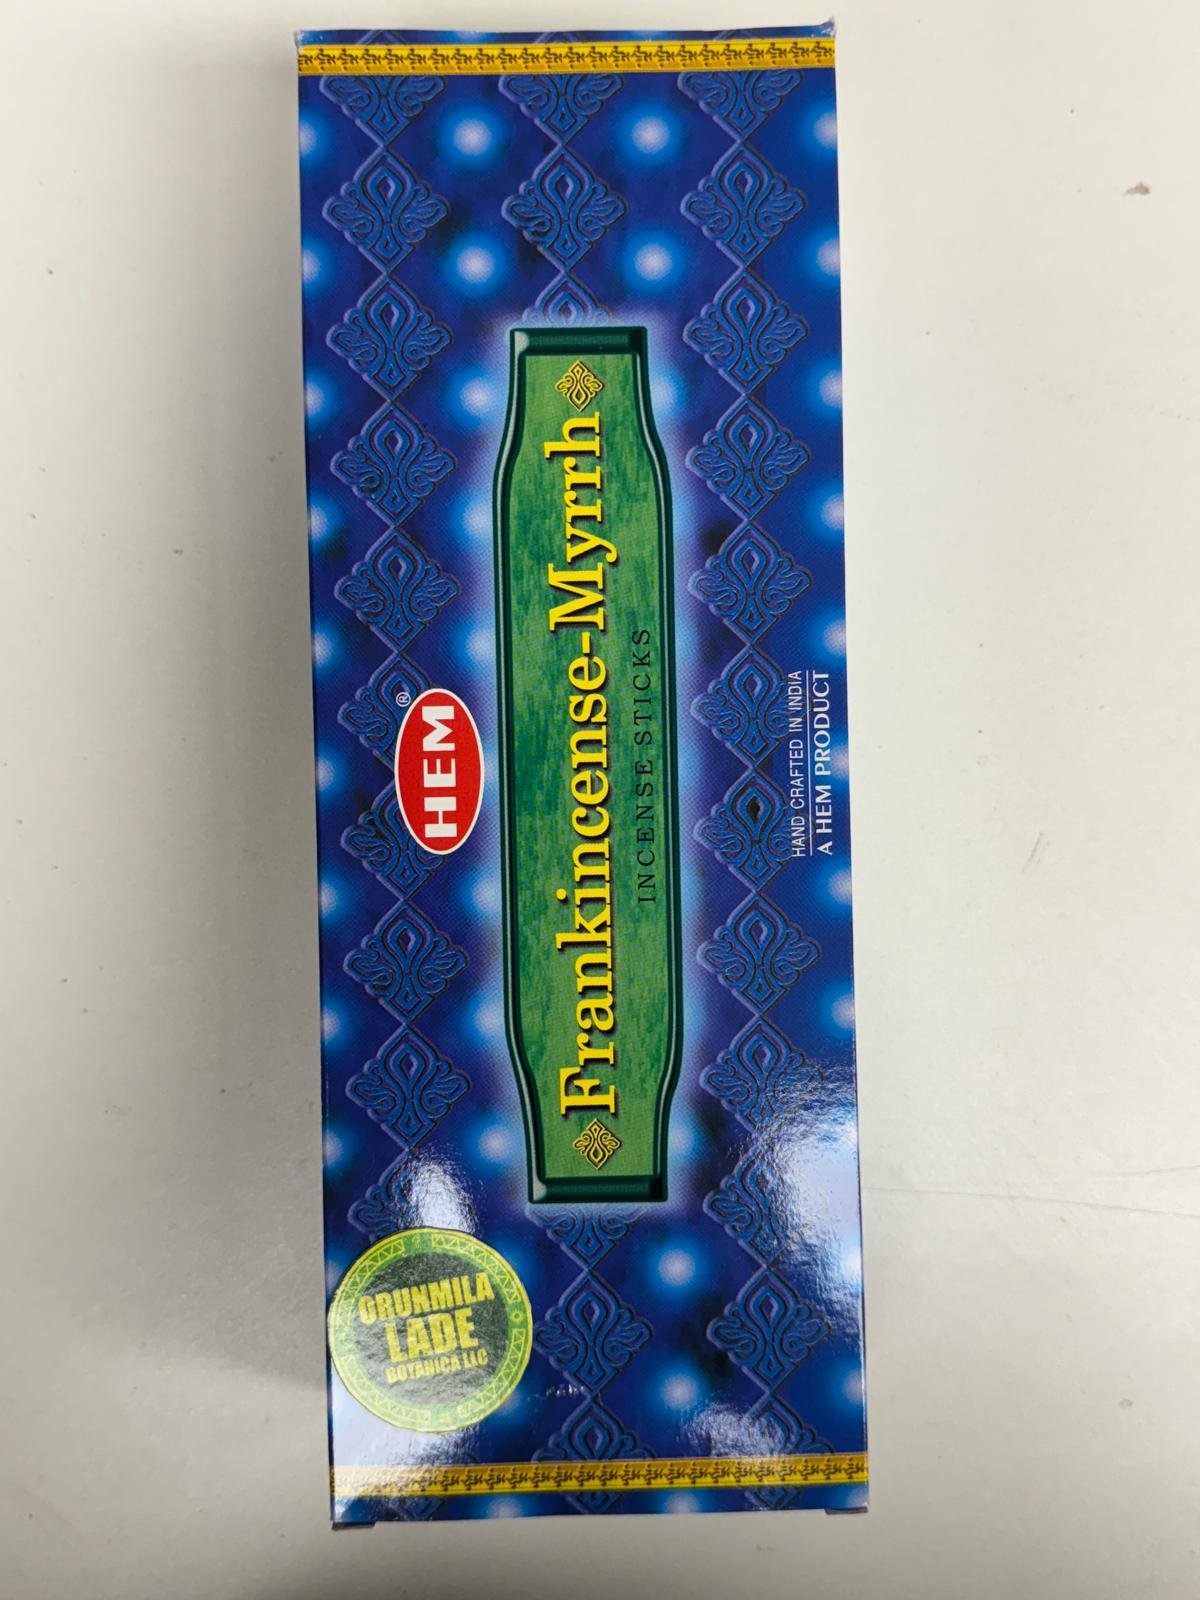 HEM®
Frankincense-Myrrh
INCENSE STICKS
HAND CRAFTED IN INDIA
A HEM PRODUCT
ORUNMILA
LADE
BOTANICA LLC